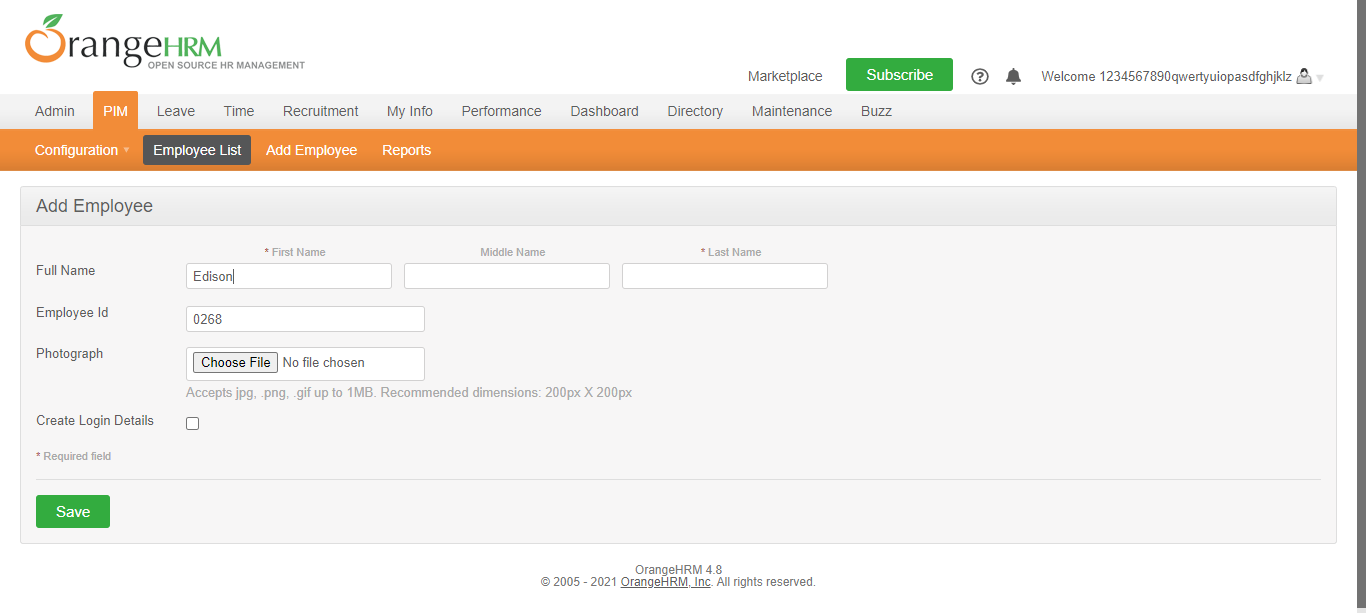 OrangeHRM
OPEN SOURCE HR MANAGEMENT
Marketplace Subscribe Welcome 1234567890qwertyuiopasdfghjklz
Admin PIM Leave Time Recruitment My Info Performance Dashboard Directory Maintenance Buzz
Configuration Employee List Add Employee Reports
Add Employee
* First Name Middle Name * Last Name
Full Name Edison
Employee Id 0268
Photograph Choose File No file chosen
Accepts jpg, .png, .gif up to 1MB. Recommended dimensions: 200px X 200px
Create Login Details
* Required field
Save
OrangeHRM 4.8
© 2005 - 2021 OrangeHRM, Inc. All rights reserved.